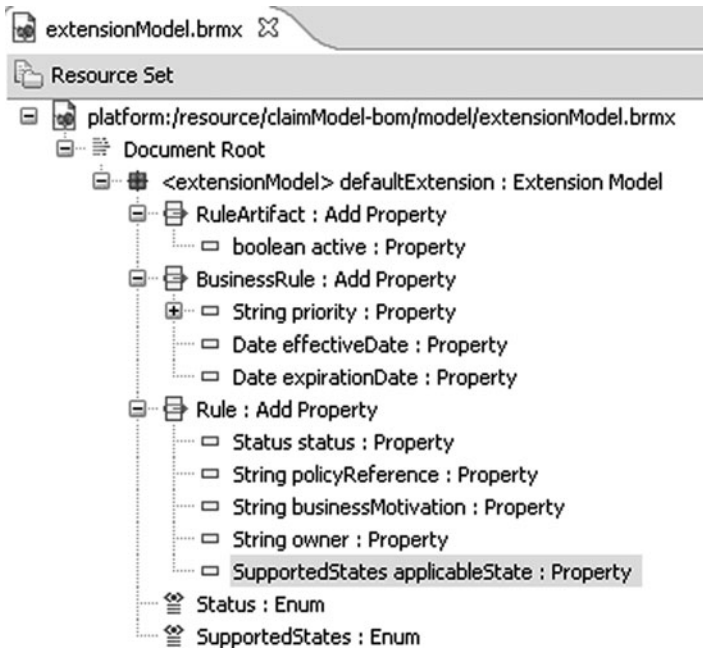 extensionModel.brmx
Resource Set
platform:/resource/claimModel-bom/model/extensionModel.brmx
Document Root
<extensionModel> defaultExtension : Extension Model
RuleArtifact : Add Property
boolean active : Property
BusinessRule : Add Property
String priority : Property
Date effectiveDate : Property
Date expirationDate : Property
Rule : Add Property
Status status : Property
String policyReference : Property
String businessMotivation : Property
String owner : Property
SupportedStates applicableState : Property
Status : Enum
SupportedStates : Enum